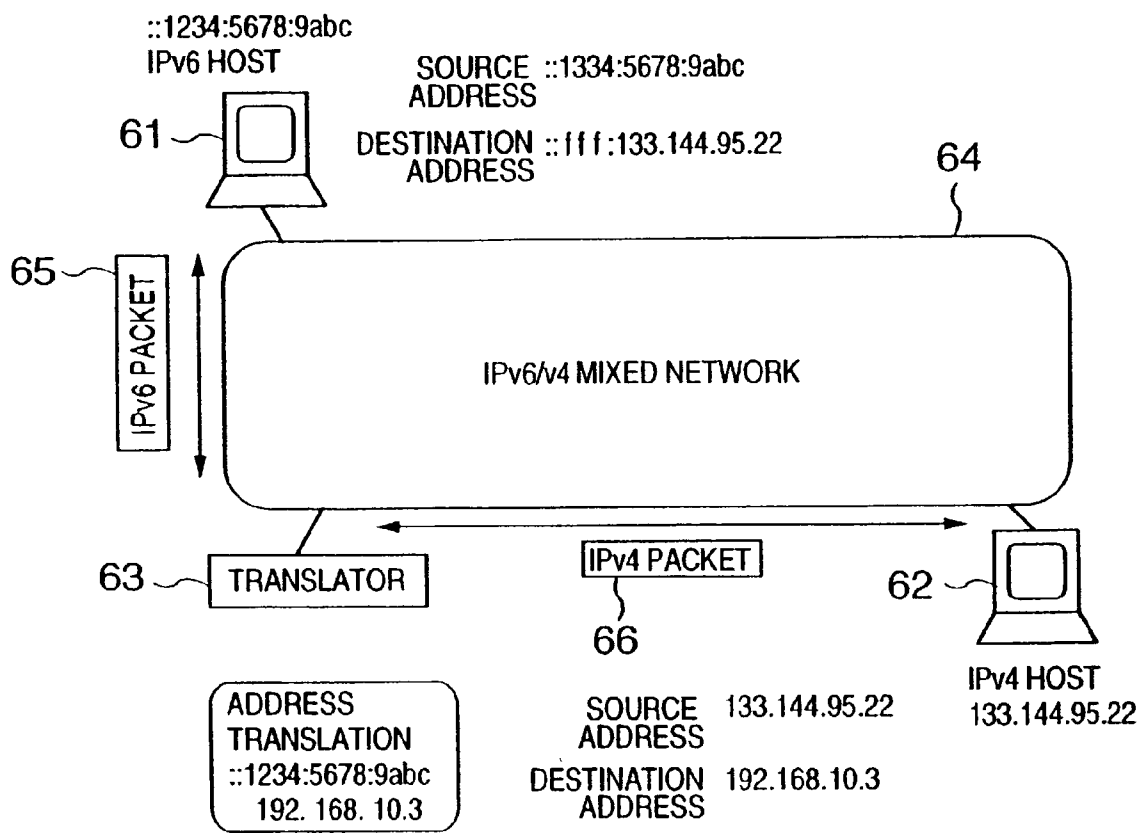 ::1234:5678:9abc
IPv6 HOST
61
SOURCE ::1334:5678:9abc
ADDRESS
DESTINATION ::fff:133.144.95.22
ADDRESS
64
65
IPv6 PACKET
IPv6/v4 MIXED NETWORK
63
TRANSLATOR
IPv4 PACKET
66
62
IPv4 HOST
133.144.95.22
ADDRESS
TRANSLATION
::1234:5678:9abc
192. 168. 10.3
SOURCE 133.144.95.22
ADDRESS
DESTINATION 192.168.10.3
ADDRESS